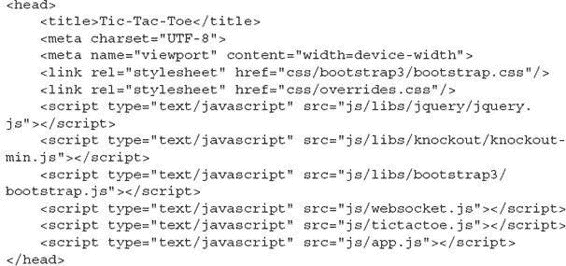 <head>
    <title>Tic-Tac-Toe</title>
    <meta charset="UTF-8">
    <meta name="viewport" content="width=device-width">
    <link rel="stylesheet" href="css/bootstrap3/bootstrap.css"/>
    <link rel="stylesheet" href="css/overrides.css"/>
    <script type="text/javascript" src="js/libs/jquery/jquery.
js"></script>
    <script type="text/javascript" src="js/libs/knockout/knockout-
min.js"></script>
    <script type="text/javascript" src="js/libs/bootstrap3/
bootstrap.js"></script>
    <script type="text/javascript" src="js/websocket.js"></script>
    <script type="text/javascript" src="js/tictactoe.js"></script>
    <script type="text/javascript" src="js/app.js"></script>
</head>